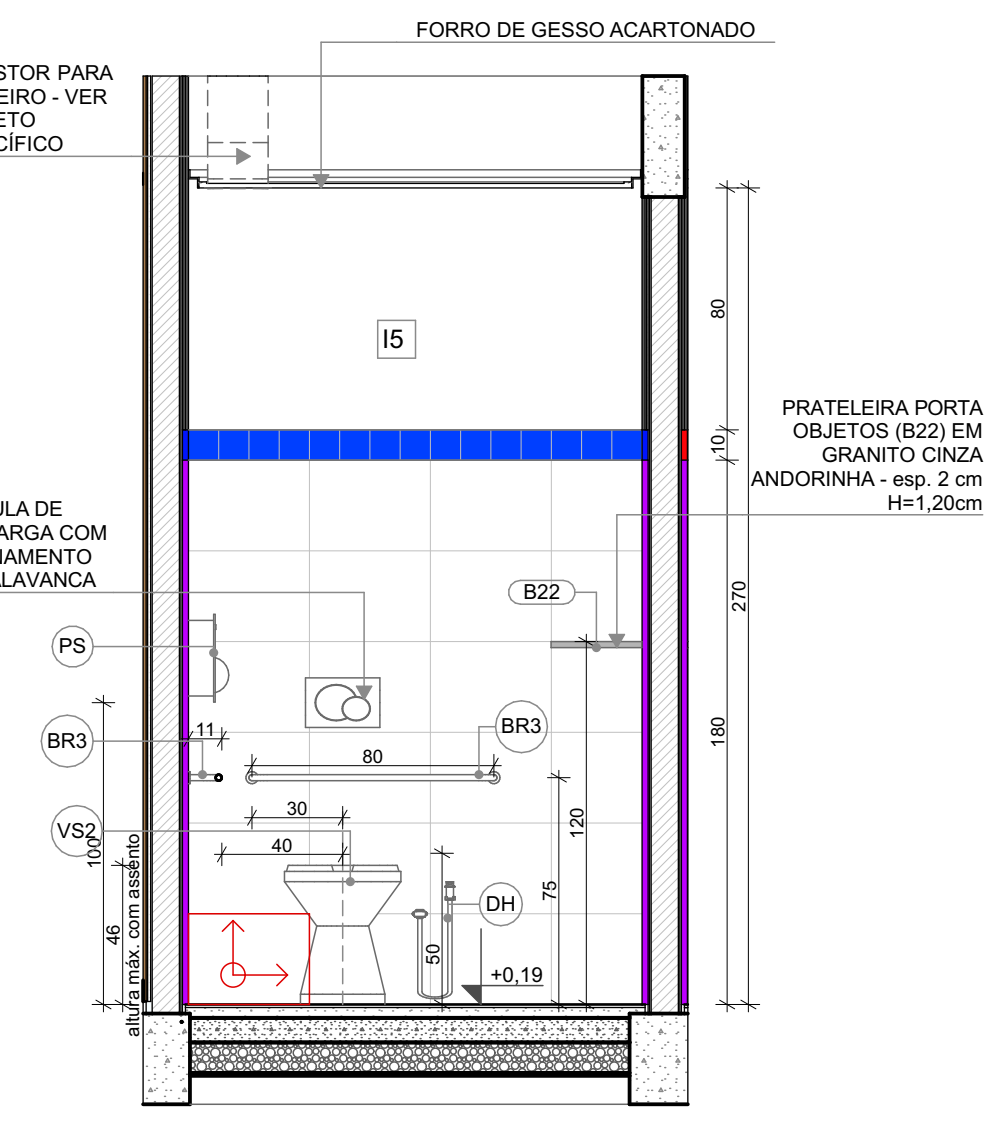 FORRO DE GESSO ACARTONADO
STOR PARA
EIRO - VER
ETO
CÍFICO
I5
80
PRATELEIRA PORTA
OBJETOS (B22) EM
GRANITO CINZA
ANDORINHA - esp. 2 cm
H=1,20cm
10
ULA DE
ARGA COM
NAMENTO
ALAVANCA
B22
270
PS
11
BR3
BR3
180
80
30
120
VS2
100
40
75
DH
46
altura máx. com assento
50
+0,19